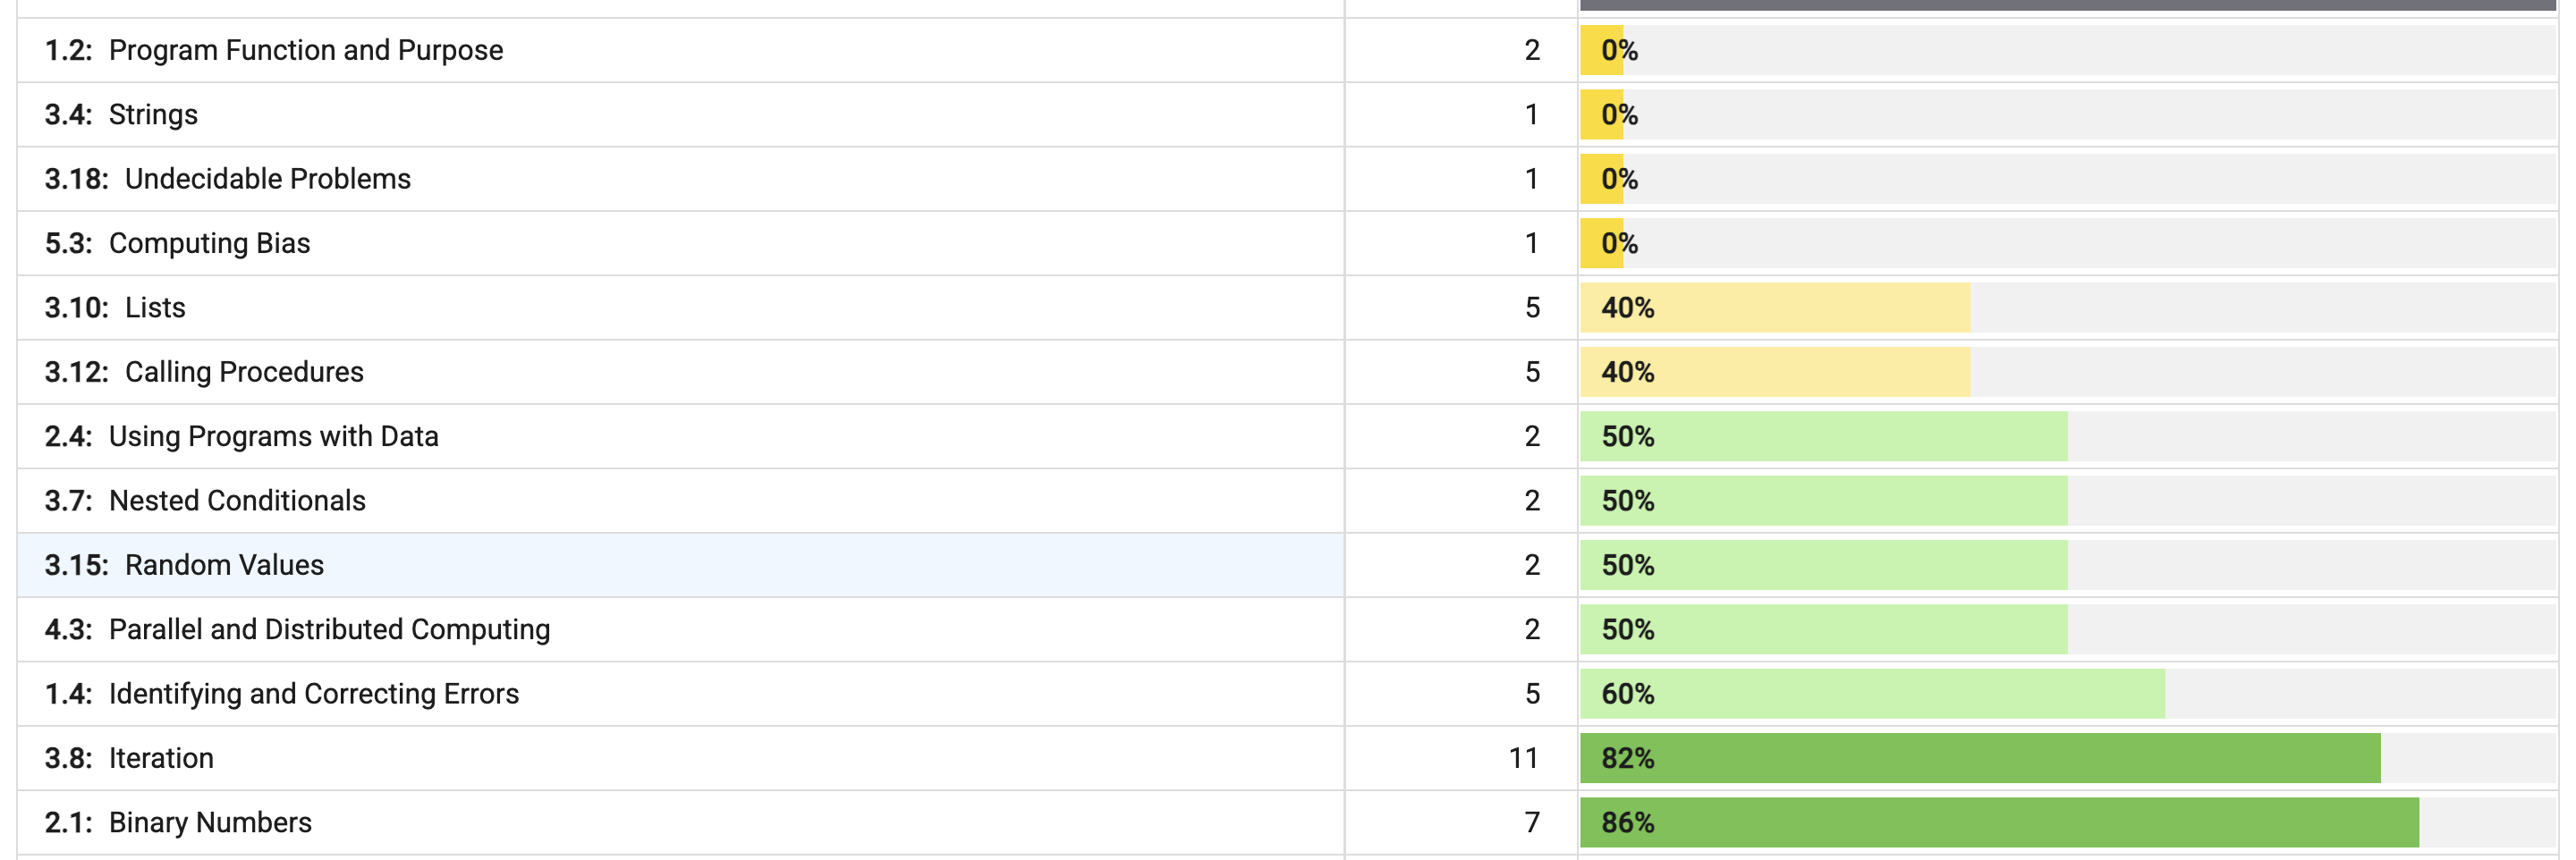 1.2: Program Function and Purpose 2 0%
3.4: Strings 1 0%
3.18: Undecidable Problems 1 0%
5.3: Computing Bias 1 0%
3.10: Lists 5 40%
3.12: Calling Procedures 5 40%
2.4: Using Programs with Data 2 50%
3.7: Nested Conditionals 2 50%
3.15: Random Values 2 50%
4.3: Parallel and Distributed Computing 2 50%
1.4: Identifying and Correcting Errors 5 60%
3.8: Iteration 11 82%
2.1: Binary Numbers 7 86%